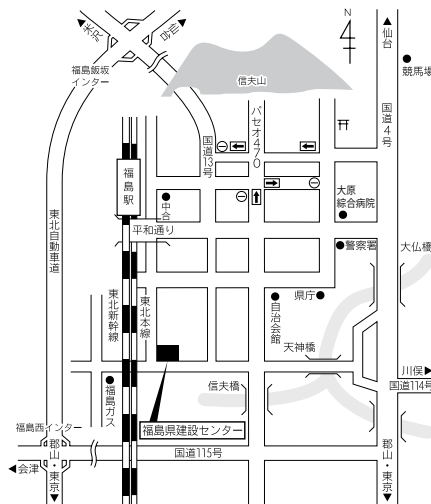 N
米沢
仙台
仙台
福島飯坂
インター
信夫山
競馬場
国道13号
パセオ470
国道4号
福島駅
中合
大原
綜合病院
平和通り
東北自動車道
警察署
大仏橋
東北新幹線
東北本線
自治会館
県庁
天神橋
川俣
国道114号
福島ガス
信夫橋
福島県建設センター
福島西インター
国道115号
会津
郡山・東京
郡山・東京